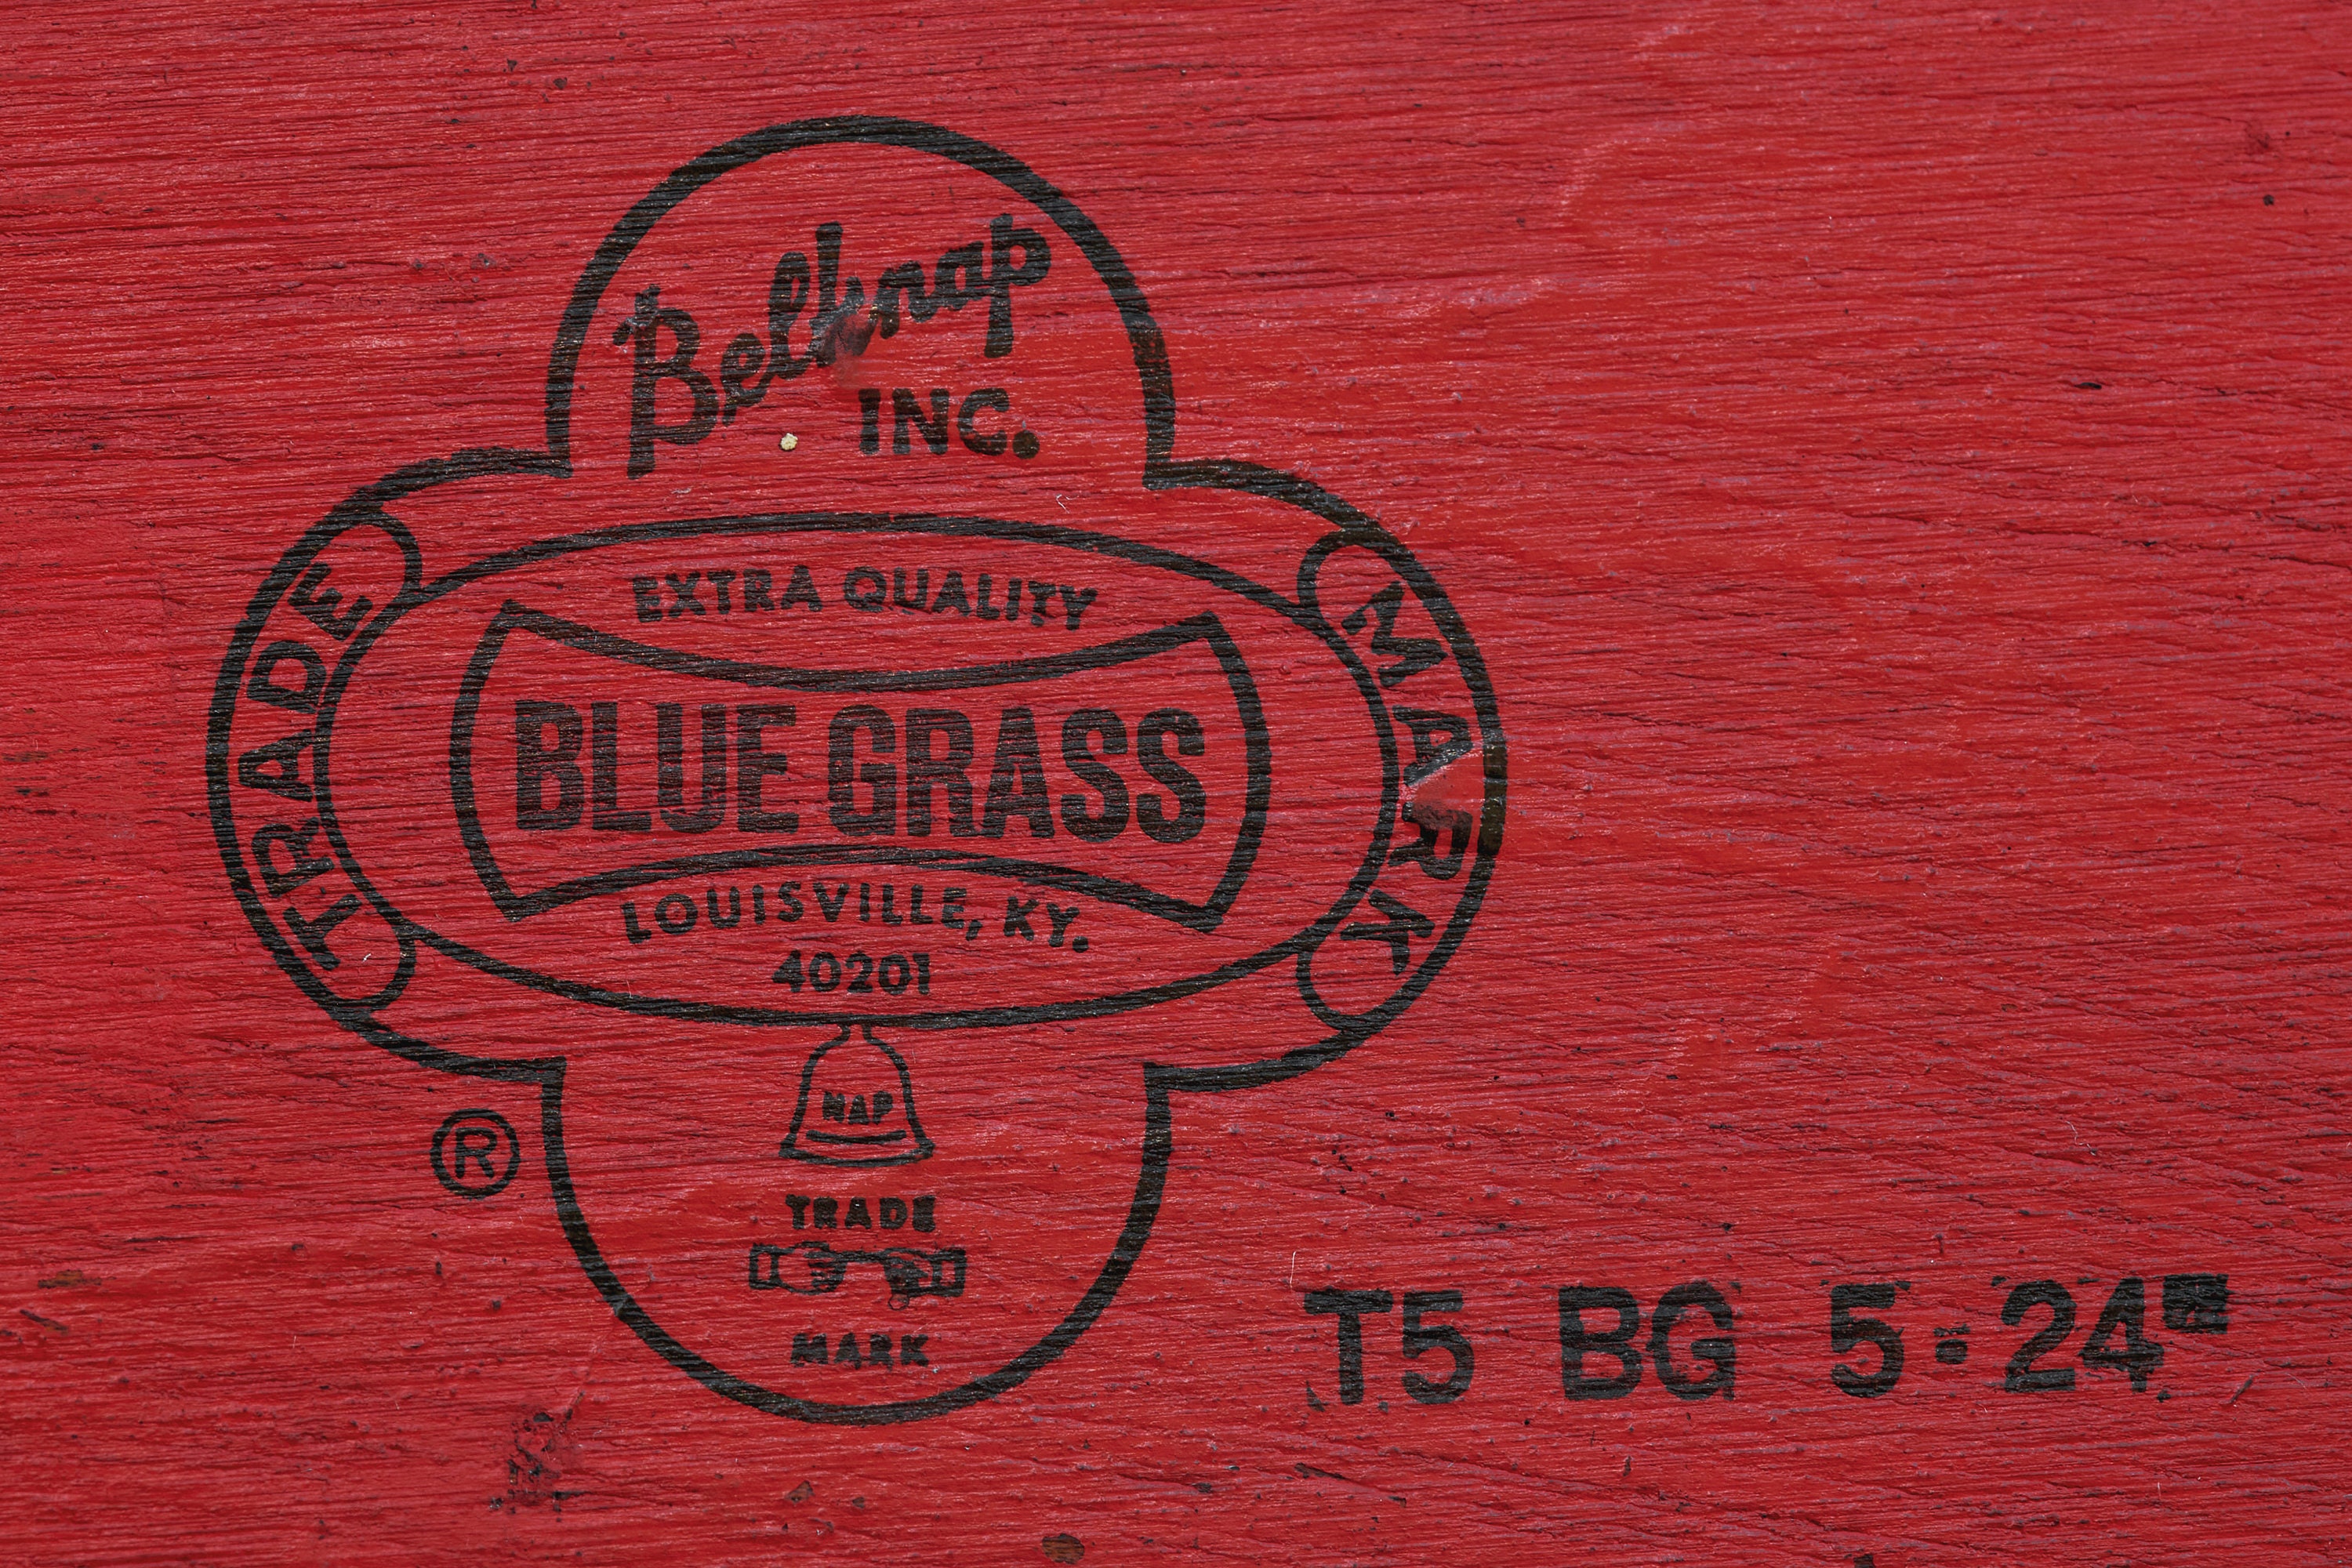 Belknap
INC.
EXTRA QUALITY
TRADE
MARK
BLUE GRASS
LOUISVILLE, KY.
40201
NAP
®
TRADE
MARK
T5 BG 5-24"